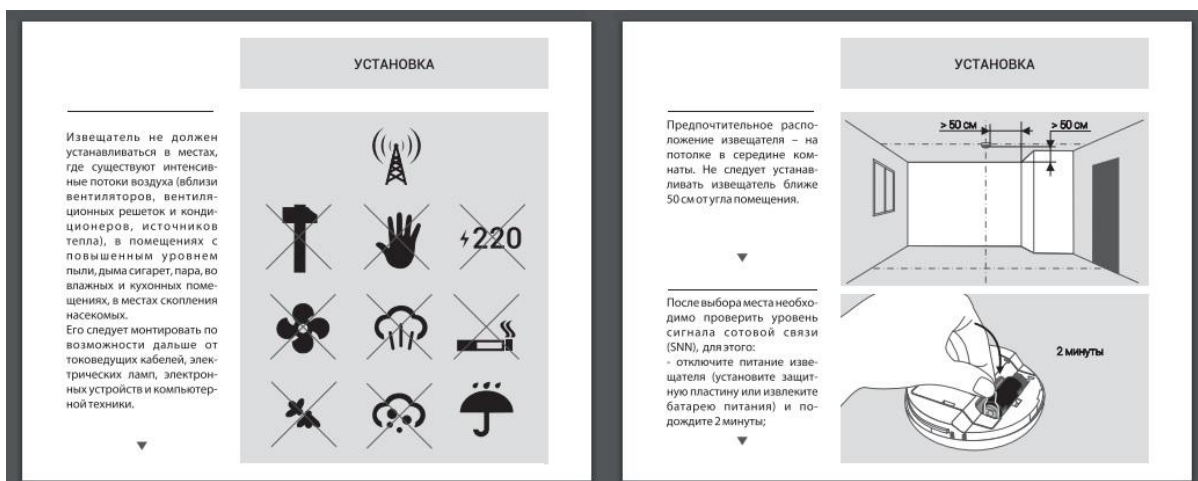 УСТАНОВКА
Извещатель не должен
устанавливаться в местах,
где существуют интенсив-
ные потоки воздуха (вблизи
вентиляторов, вентиля-
ционных решеток и конди-
ционеров, источников
тепла), в помещениях с
повышенным уровнем
пыли, дыма сигарет, пара, во
влажных и кухонных поме-
щениях, в местах скопления
насекомых.
Его следует монтировать по
возможности дальше от
токоведущих кабелей, элек-
трических ламп, электрон-
ных устройств и компьютер-
ной техники.
220
УСТАНОВКА
Предпочтительное распо-
ложение извещателя – на
потолке в середине ком-
наты. Не следует устанав-
ливать извещатель ближе
50 см от угла помещения.
> 50 см
> 50 см
После выбора места необхо-
димо проверить уровень
сигнала сотовой связи
(SNN), для этого:
- отключите питание изве-
щателя (установите защит-
ную пластину или извлеките
батарею питания) и по-
дождите 2 минуты;
2 минуты